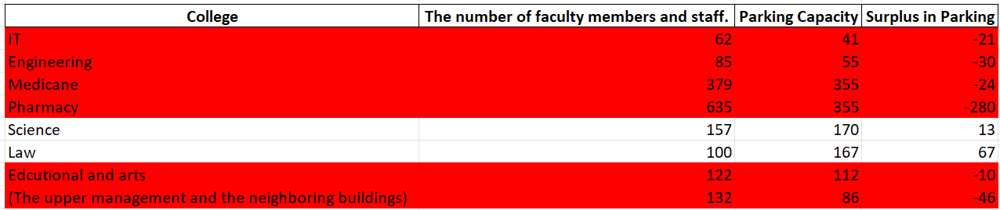 College The number of faculty members and staff. Parking Capacity Surplus in Parking
IT 62 41 -21
Engineering 85 55 -30
Medicane 379 355 -24
Pharmacy 635 355 -280
Science 157 170 13
Law 100 167 67
Edcutional and arts 122 112 -10
(The upper management and the neighboring buildings) 132 86 -46